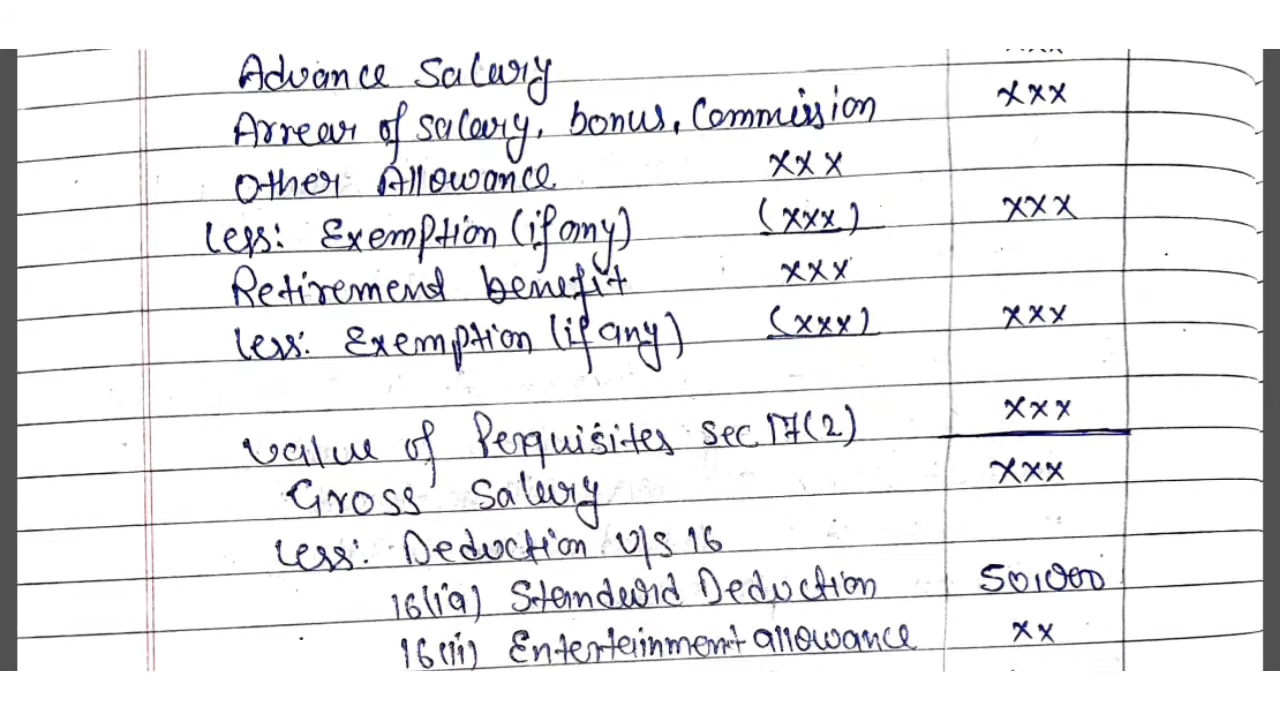 Advance Salary
xxx
Arrear of salary, bonus, Commission
Other Allowance xxx
Less: Exemption (if any) (xxx) xxx
Retirement benefit xxx
Less: Exemption (if any) (xxx) xxx
Value of Perquisites sec 17(2) xxx
Gross Salary xxx
Less: Deduction U/S 16
16(ia) Standard Deduction 50,000
16(ii) Entertainment allowance xx